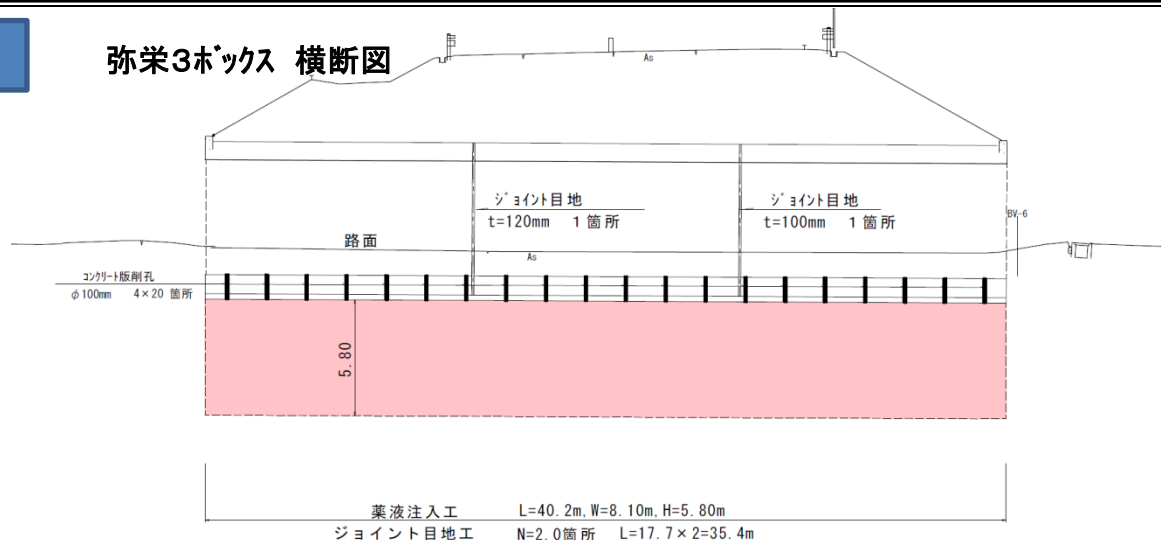 弥栄3ボックス 横断図
As
ジョイント目地
t=120mm 1箇所
ジョイント目地
t=100mm 1箇所
BV-6
路面
As
コンクリート版削孔
φ100mm 4×20 箇所
5.80
薬液注入工 L=40.2m,W=8.10m,H=5.80m
ジョイント目地工 N=2.0箇所 L=17.7×2=35.4m